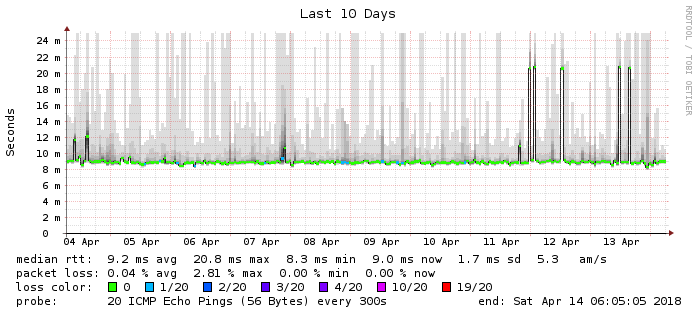 Last 10 Days
RRDTOOL / TOBI OETIKER
Seconds
24 m
22 m
20 m
18 m
16 m
14 m
12 m
10 m
8 m
6 m
4 m
2 m
0
04 Apr 05 Apr 06 Apr 07 Apr 08 Apr 09 Apr 10 Apr 11 Apr 12 Apr 13 Apr
median rtt: 9.2 ms avg 20.8 ms max 8.3 ms min 9.0 ms now 1.7 ms sd 5.3 am/s
packet loss: 0.04 % avg 2.81 % max 0.00 % min 0.00 % now
loss color: 0 1/20 2/20 3/20 4/20 10/20 19/20
probe: 20 ICMP Echo Pings (56 Bytes) every 300s end: Sat Apr 14 06:05:05 2018